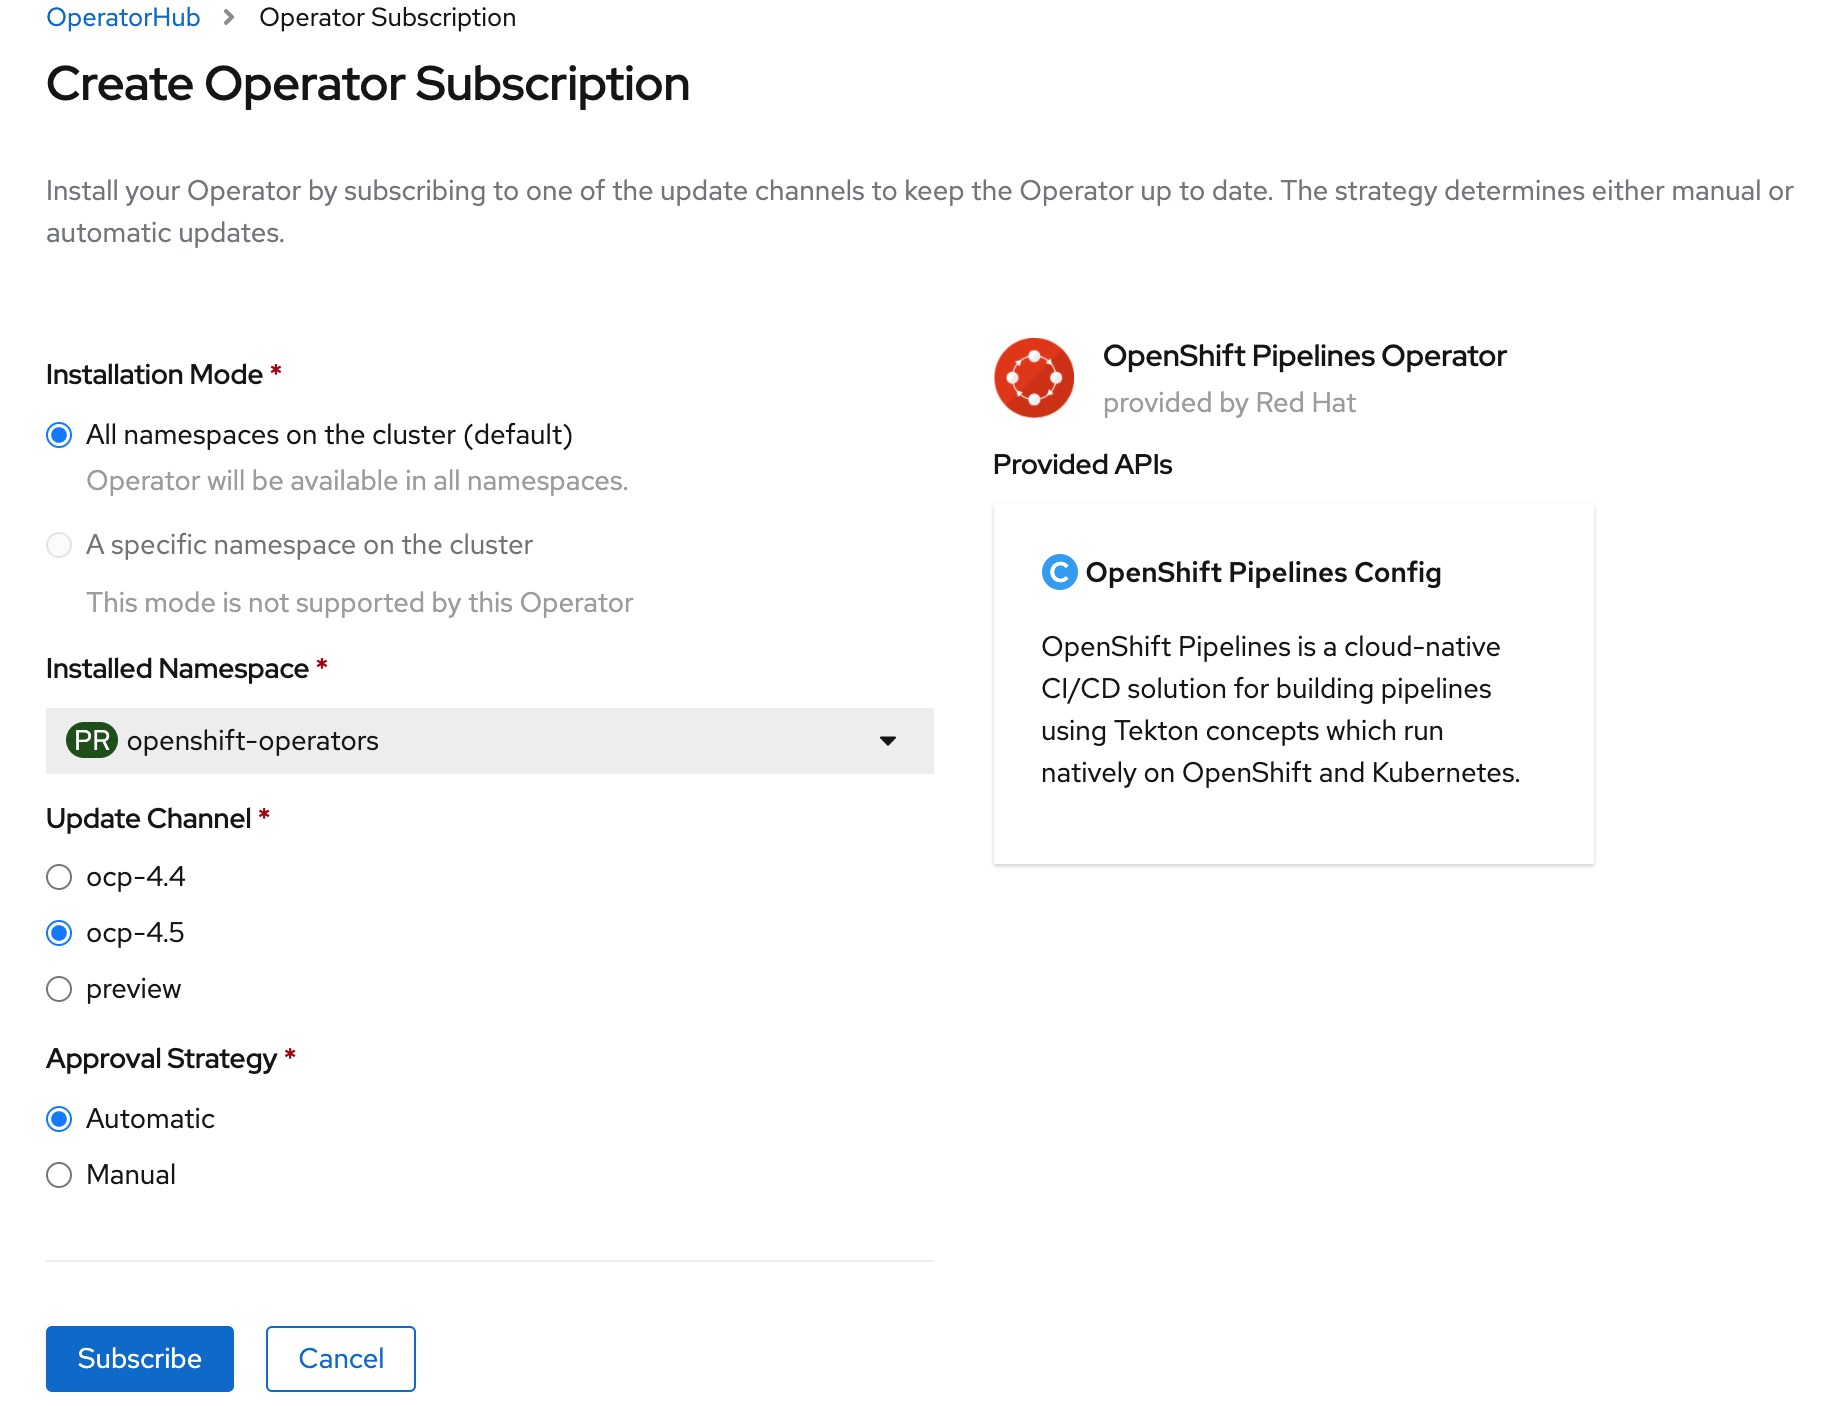 OperatorHub > Operator Subscription
Create Operator Subscription
Install your Operator by subscribing to one of the update channels to keep the Operator up to date. The strategy determines either manual or
automatic updates.
Installation Mode *
All namespaces on the cluster (default)
Operator will be available in all namespaces.
A specific namespace on the cluster
This mode is not supported by this Operator
Installed Namespace *
PR openshift-operators
Update Channel *
ocp-4.4
ocp-4.5
preview
Approval Strategy *
Automatic
Manual
Subscribe
Cancel
OpenShift Pipelines Operator
provided by Red Hat
Provided APIs
C OpenShift Pipelines Config
OpenShift Pipelines is a cloud-native
CI/CD solution for building pipelines
using Tekton concepts which run
natively on OpenShift and Kubernetes.